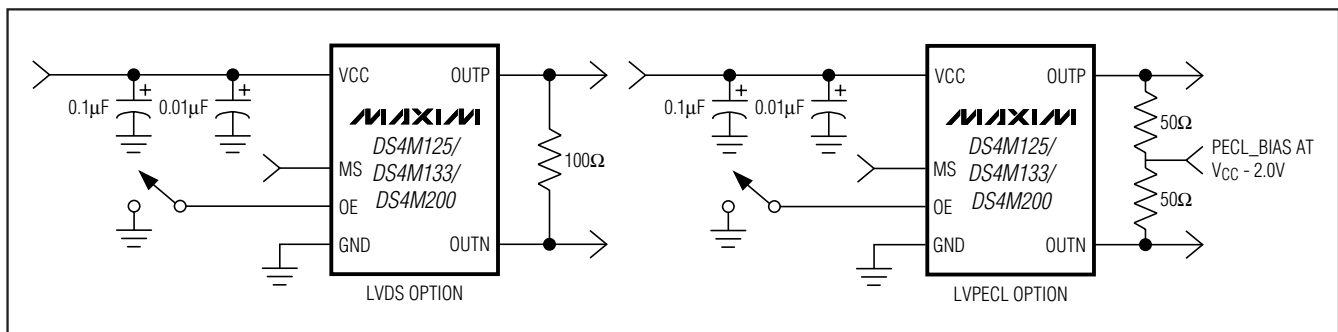 VCC
OUTP
0.1µF
+
0.01µF
+
MAXIM
DS4M125/
DS4M133/
DS4M200
MS
OE
GND
OUTN
100Ω
LVDS OPTION
VCC
OUTP
0.1µF
+
0.01µF
+
MAXIM
DS4M125/
DS4M133/
DS4M200
MS
OE
GND
OUTN
50Ω
PECL_BIAS AT
VCC - 2.0V
50Ω
LVPECL OPTION